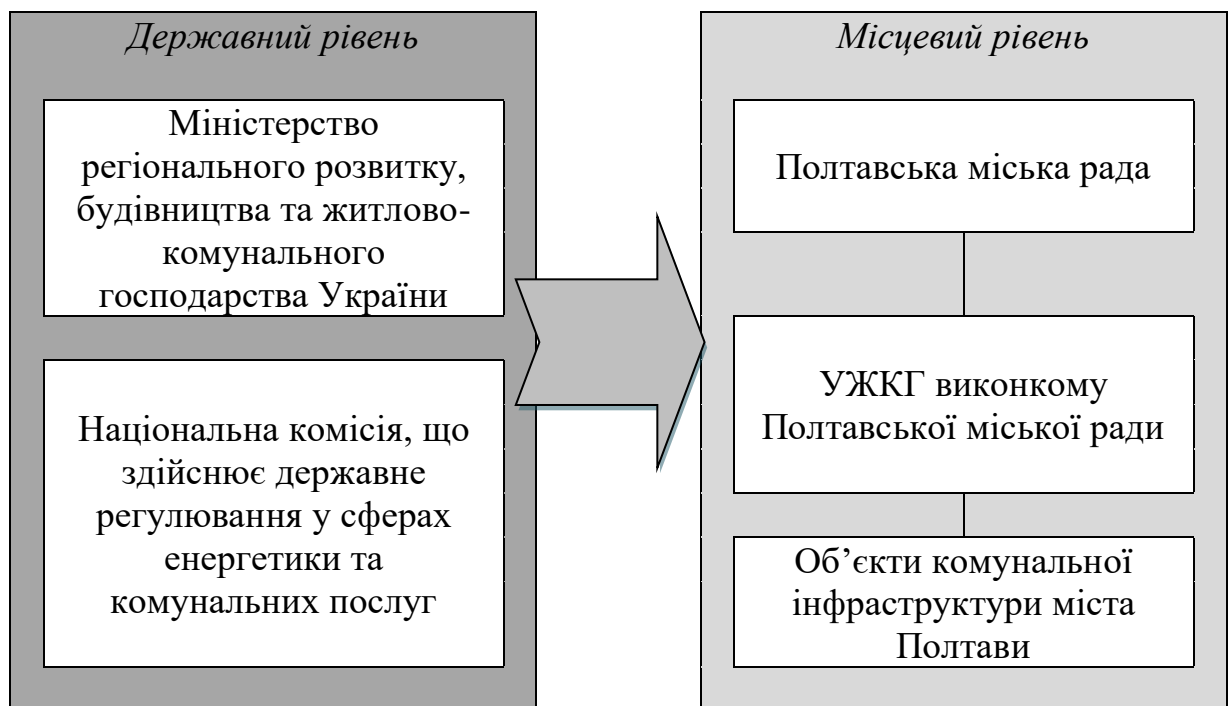 Державний рівень
Міністерство
регіонального розвитку,
будівництва та житлово-
комунального
господарства України
Національна комісія, що
здійснює державне
регулювання у сферах
енергетики та
комунальних послуг
Місцевий рівень
Полтавська міська рада
УЖКГ виконкому
Полтавської міської ради
Об’єкти комунальної
інфраструктури міста
Полтави